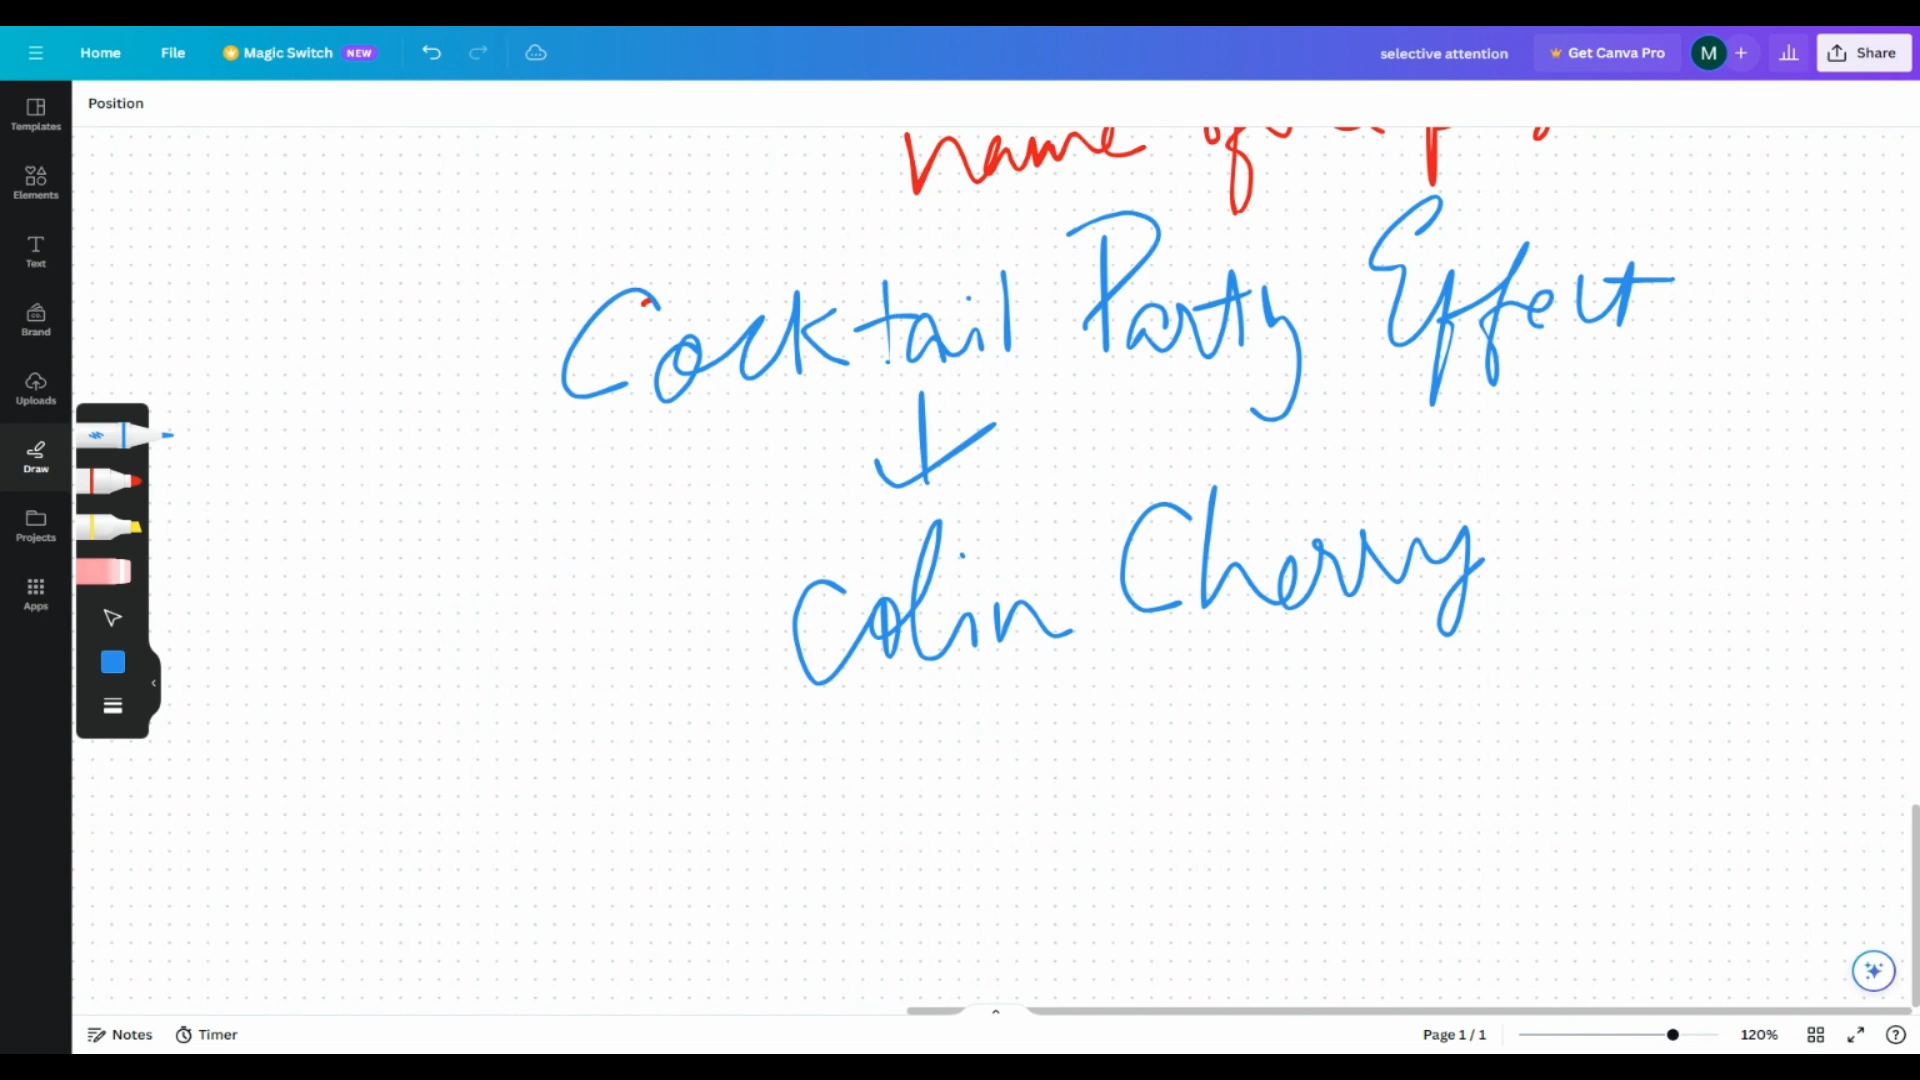 Home File Magic Switch NEW selective attention Get Canva Pro M + Share
Templates
Position
Elements
Text
Brand
Uploads
Draw
Projects
Apps
name of
Cocktail Party Effect
Colin Cherry
Notes Timer Page 1 / 1 120%